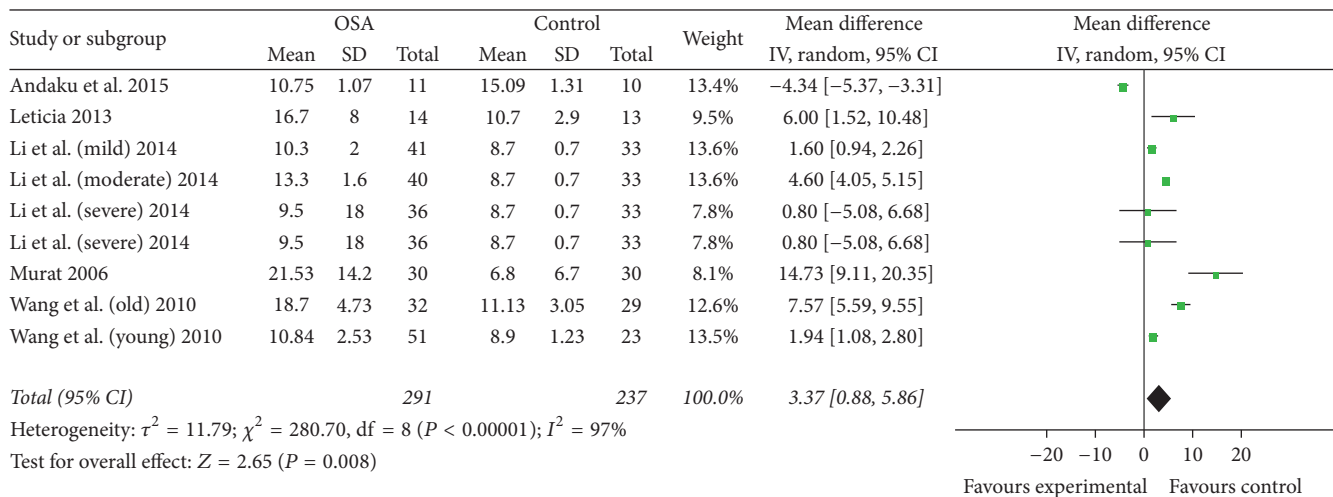 Study or subgroup OSA Control Weight Mean difference Mean difference
Mean SD Total Mean SD Total IV, random, 95% CI IV, random, 95% CI
Andaku et al. 2015 10.75 1.07 11 15.09 1.31 10 13.4% −4.34 [−5.37, −3.31]
Leticia 2013 16.7 8 14 10.7 2.9 13 9.5% 6.00 [1.52, 10.48]
Li et al. (mild) 2014 10.3 2 41 8.7 0.7 33 13.6% 1.60 [0.94, 2.26]
Li et al. (moderate) 2014 13.3 1.6 40 8.7 0.7 33 13.6% 4.60 [4.05, 5.15]
Li et al. (severe) 2014 9.5 18 36 8.7 0.7 33 7.8% 0.80 [−5.08, 6.68]
Li et al. (severe) 2014 9.5 18 36 8.7 0.7 33 7.8% 0.80 [−5.08, 6.68]
Murat 2006 21.53 14.2 30 6.8 6.7 30 8.1% 14.73 [9.11, 20.35]
Wang et al. (old) 2010 18.7 4.73 32 11.13 3.05 29 12.6% 7.57 [5.59, 9.55]
Wang et al. (young) 2010 10.84 2.53 51 8.9 1.23 23 13.5% 1.94 [1.08, 2.80]
Total (95% CI) 291 237 100.0% 3.37 [0.88, 5.86]
Heterogeneity: τ² = 11.79; χ² = 280.70, df = 8 (P < 0.00001); I² = 97%
Test for overall effect: Z = 2.65 (P = 0.008)
−20 −10 0 10 20
Favours experimental Favours control